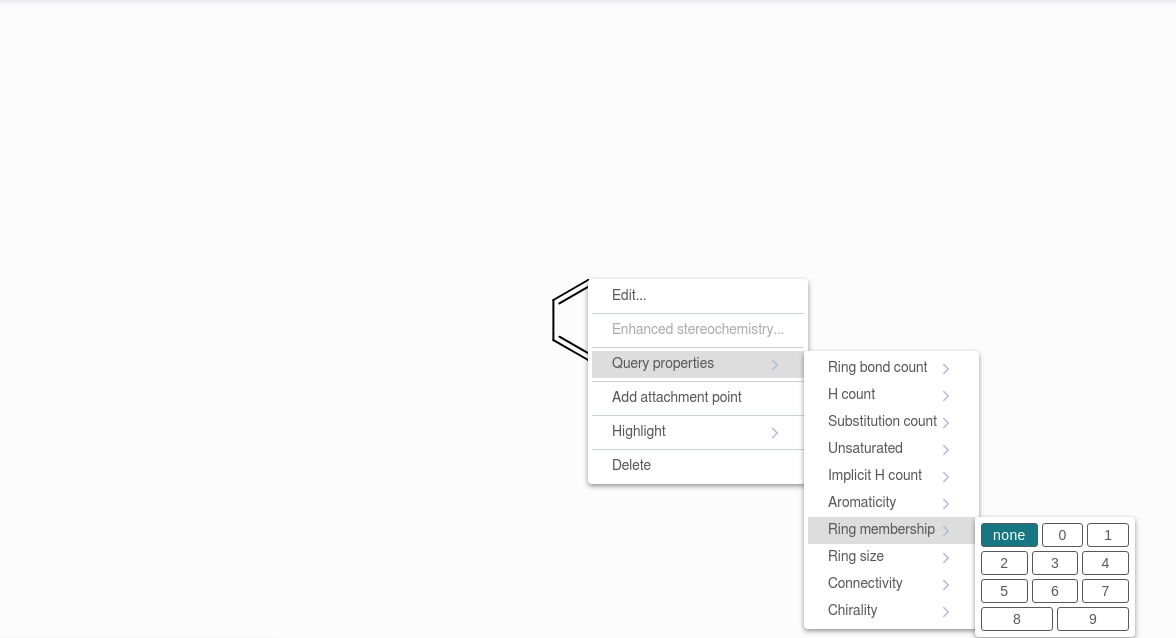 Edit...
Enhanced stereochemistry...
Query properties
Add attachment point
Highlight
Delete
Ring bond count
H count
Substitution count
Unsaturated
Implicit H count
Aromaticity
Ring membership
Ring size
Connectivity
Chirality
none 0 1
2 3 4
5 6 7
8 9